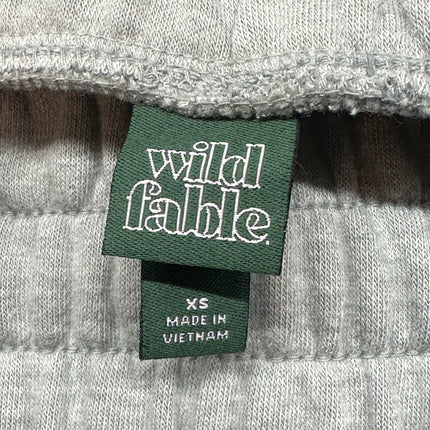 wild
fable.
XS
MADE IN
VIETNAM